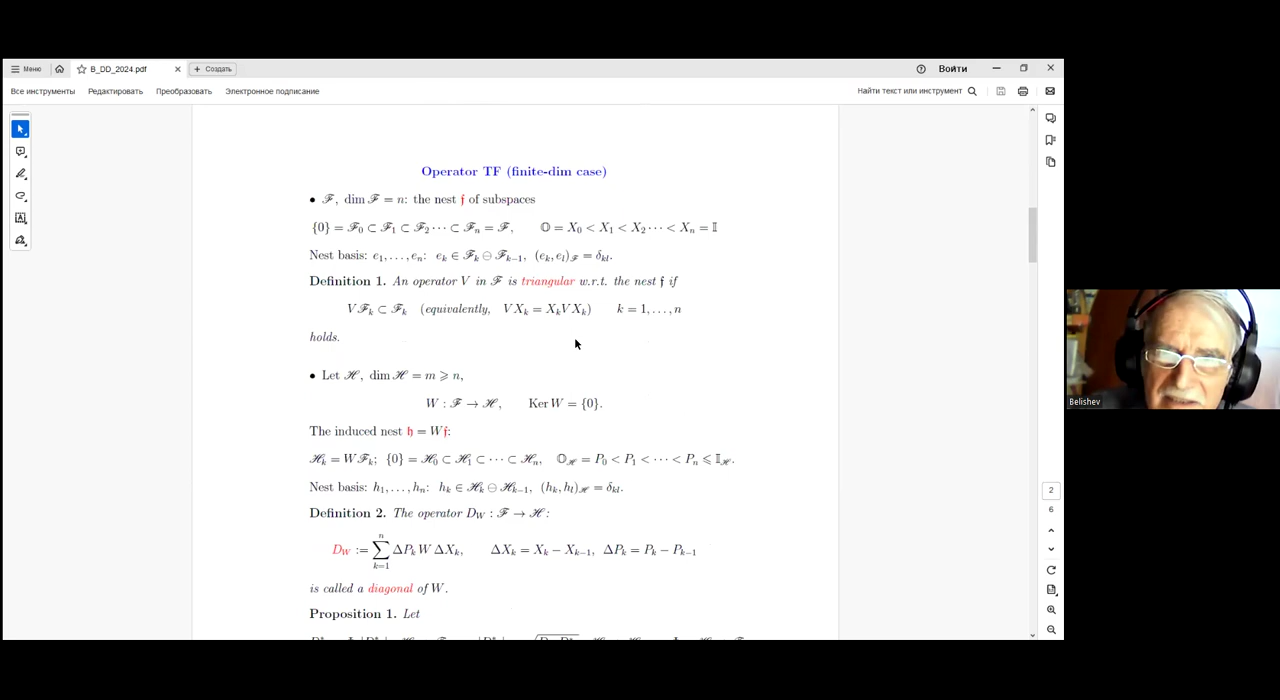 Меню
B_DD_2024.pdf
Создать
Войти
Все инструменты Редактировать Преобразовать Электронное подписание
Найти текст или инструмент
Operator TF (finite-dim case)
• ℱ, dim ℱ = n: the nest 𝔣 of subspaces
{0} = ℱ₀ ⊂ ℱ₁ ⊂ ℱ₂ ⋯ ⊂ ℱₙ = ℱ, 𝕆 = X₀ < X₁ < X₂ ⋯ < Xₙ = 𝕀
Nest basis: e₁, . . . , eₙ: eₖ ∈ ℱₖ ⊖ ℱₖ₋₁, (eₖ, eₗ)_ℱ = δₖₗ.
Definition 1. An operator V in ℱ is triangular w.r.t. the nest 𝔣 if
Vℱₖ ⊂ ℱₖ (equivalently, VXₖ = XₖVXₖ) k = 1, . . . , n
holds.
• Let ℋ, dim ℋ = m ⩾ n,
W : ℱ → ℋ, Ker W = {0}.
The induced nest 𝔥 = W𝔣:
ℋₖ = Wℱₖ; {0} = ℋ₀ ⊂ ℋ₁ ⊂ ⋯ ⊂ ℋₙ, 𝕆_ℋ = P₀ < P₁ < ⋯ < Pₙ ⩽ 𝕀_ℋ.
Nest basis: h₁, . . . , hₙ: hₖ ∈ ℋₖ ⊖ ℋₖ₋₁, (hₖ, hₗ)_ℋ = δₖₗ.
Definition 2. The operator D_W : ℱ → ℋ:
D_W := ∑ₖ₌₁ⁿ ΔPₖ W ΔXₖ, ΔXₖ = Xₖ − Xₖ₋₁, ΔPₖ = Pₖ − Pₖ₋₁
is called a diagonal of W.
Proposition 1. Let
2
6
Belishev